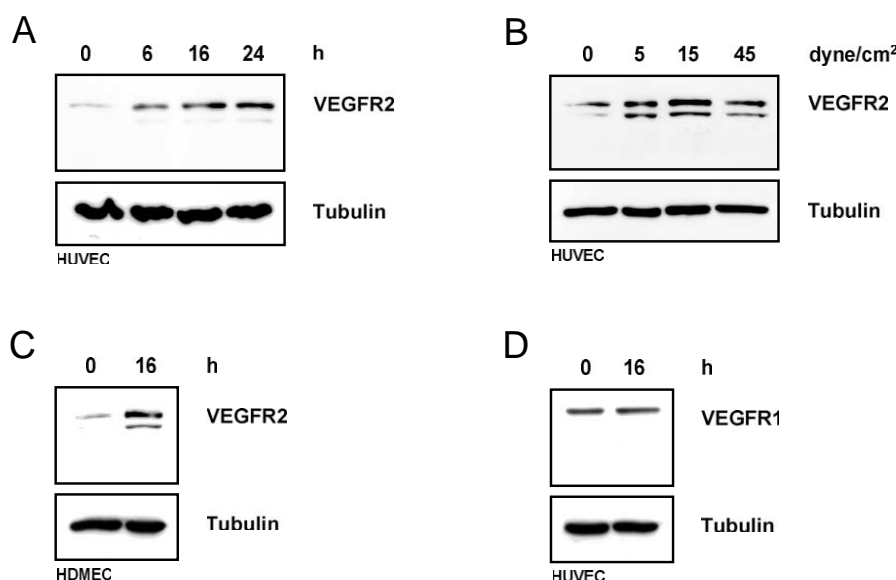 A
0 6 16 24 h
VEGFR2
Tubulin
HUVEC
B
0 5 15 45 dyne/cm²
VEGFR2
Tubulin
HUVEC
C
0 16 h
VEGFR2
Tubulin
HDMEC
D
0 16 h
VEGFR1
Tubulin
HUVEC